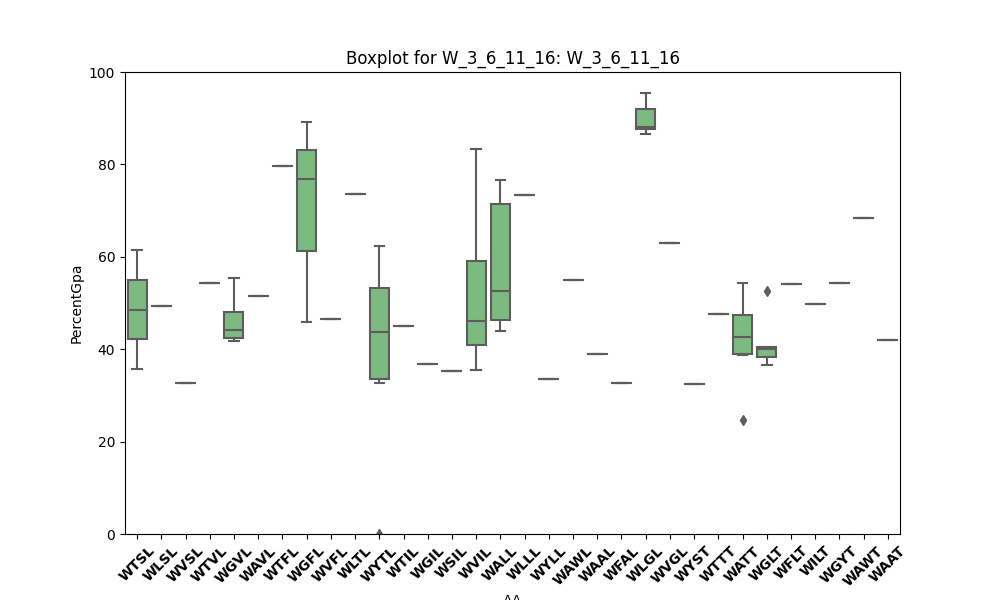 Boxplot for W_3_6_11_16: W_3_6_11_16
PercentGpa
100
80
60
40
20
0
WTSL
WLSL
WVSL
WTVL
WGVL
WAVL
WTFL
WGFL
WVFL
WLTL
WYTL
WTIL
WGIL
WSIL
WVIL
WALL
WLLL
WYLL
WAWL
WAAL
WFAL
WLGL
WVGL
WYST
WTTT
WATT
WGLT
WFLT
WILT
WGYT
WAWT
WAAT
AA